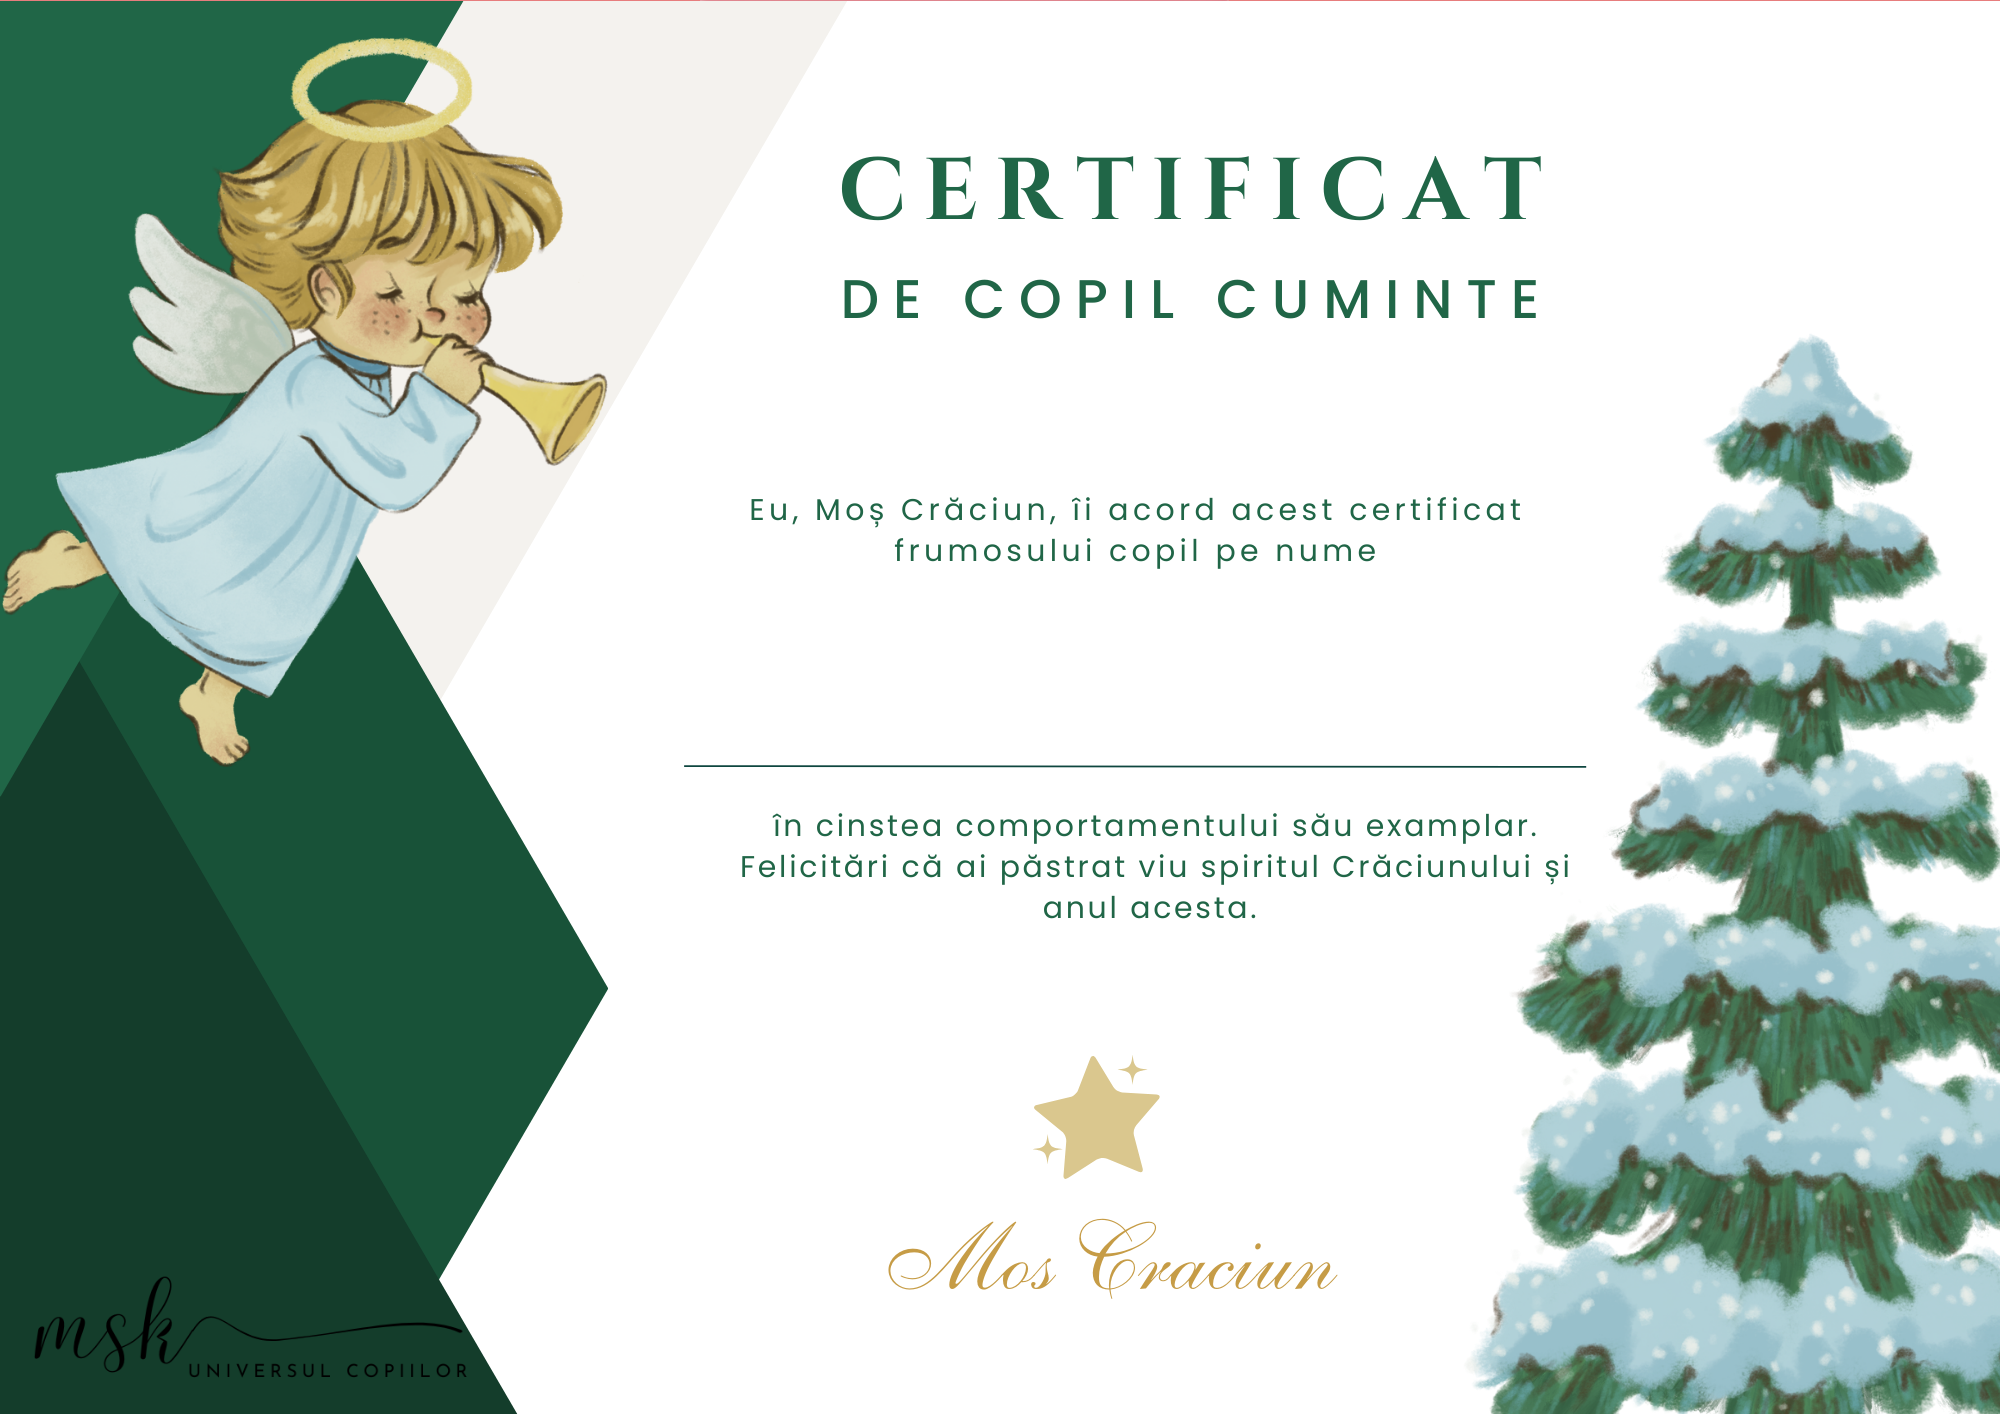 CERTIFICAT
DE COPIL CUMINTE
Eu, Moș Crăciun, îi acord acest certificat
frumosului copil pe nume
în cinstea comportamentului său examplar.
Felicitări că ai păstrat viu spiritul Crăciunului și
anul acesta.
Mos Craciun
msk
UNIVERSUL COPIILOR